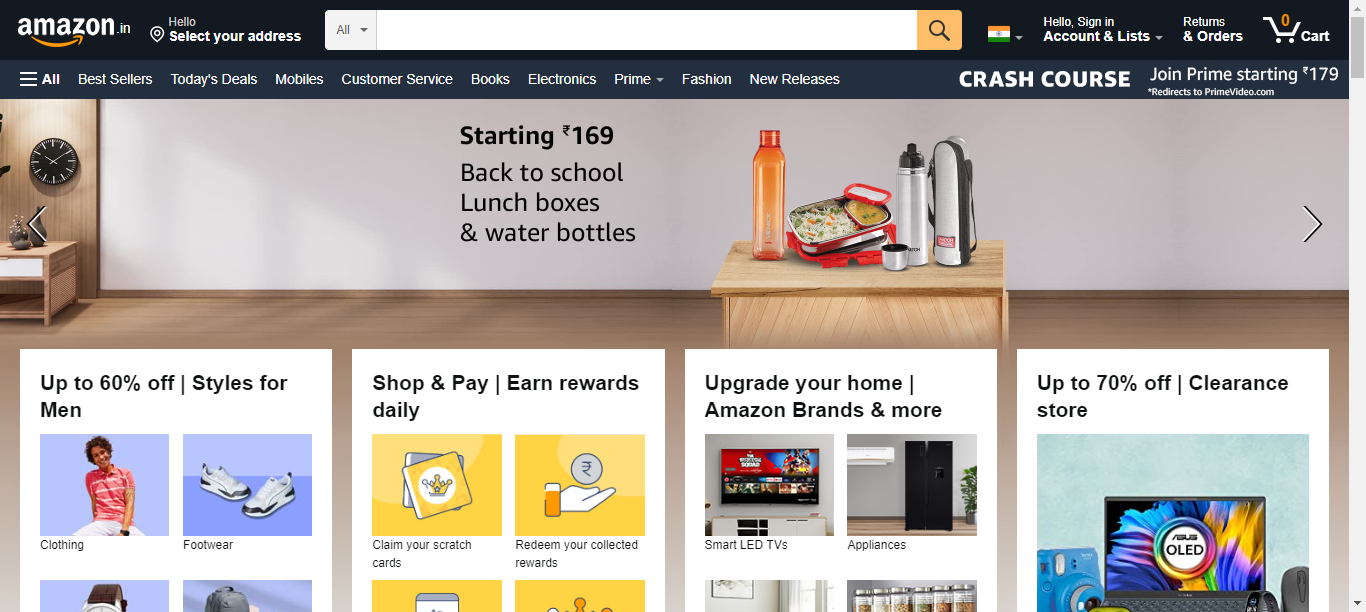 amazon.in
Hello
Select your address
All
Hello, Sign in
Account & Lists
Returns
& Orders
0
Cart
All
Best Sellers
Today's Deals
Mobiles
Customer Service
Books
Electronics
Prime
Fashion
New Releases
CRASH COURSE
Join Prime starting ₹179
*Redirects to PrimeVideo.com
Starting ₹169
Back to school
Lunch boxes
& water bottles
Up to 60% off | Styles for
Men
Clothing
Footwear
Shop & Pay | Earn rewards
daily
₹
Claim your scratch
cards
Redeem your collected
rewards
Upgrade your home |
Amazon Brands & more
Smart LED TVs
Appliances
Up to 70% off | Clearance
store
ASUS
OLED